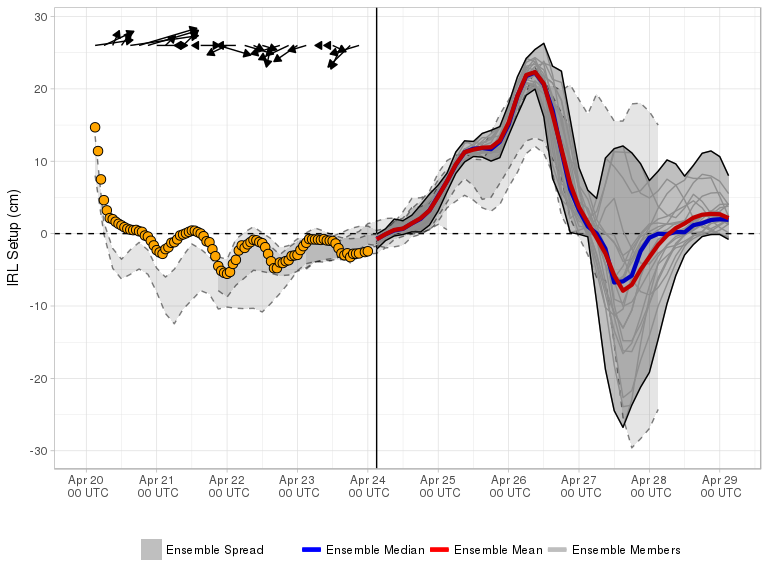 30
20
10
0
-10
-20
-30
IRL Setup (cm)
Apr 20 Apr 21 Apr 22 Apr 23 Apr 24 Apr 25 Apr 26 Apr 27 Apr 28 Apr 29
00 UTC 00 UTC 00 UTC 00 UTC 00 UTC 00 UTC 00 UTC 00 UTC 00 UTC 00 UTC
Ensemble Spread Ensemble Median Ensemble Mean Ensemble Members